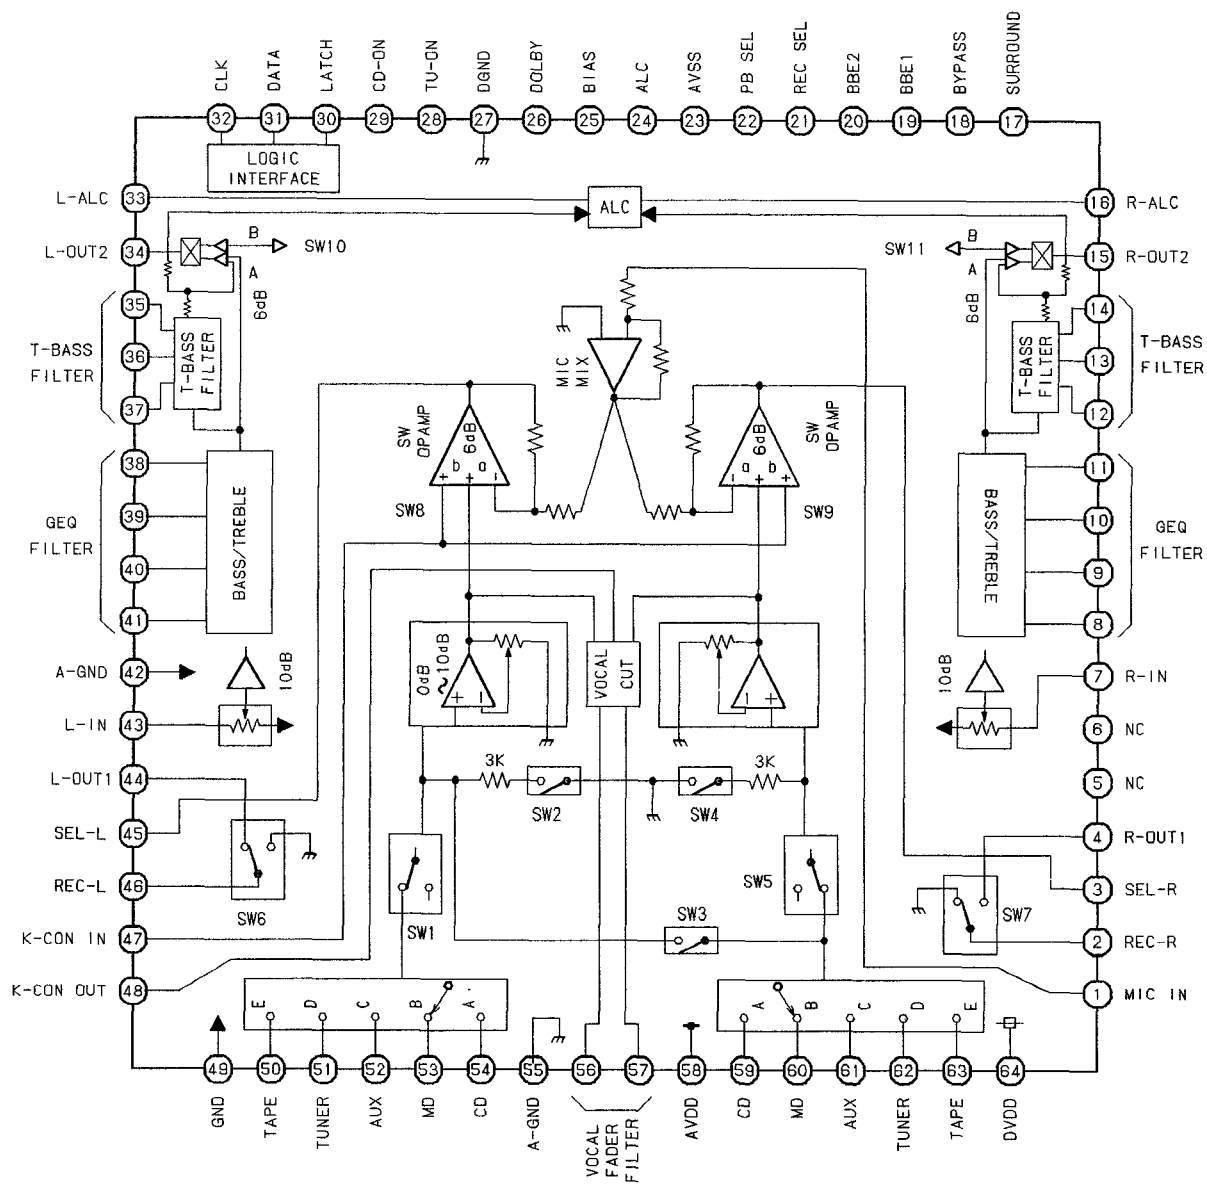 CLK
DATA
LATCH
CD-ON
TU-ON
DGND
DOLBY
BIAS
ALC
AVSS
PB SEL
REC SEL
BBE2
BBE1
BYPASS
SURROUND
32
31
30
29
28
27
26
25
24
23
22
21
20
19
18
17
LOGIC
INTERFACE
L-ALC
33
ALC
16
R-ALC
L-OUT2
34
B
A
SW10
6dB
SW11
B
A
6dB
15
R-OUT2
35
36
37
T-BASS
FILTER
T-BASS
FILTER
MIC
MIX
T-BASS
FILTER
14
13
12
T-BASS
FILTER
SW
OPAMP
6dB
b
a
+
+
-
SW8
SW
OPAMP
6dB
a
b
-
+
+
SW9
38
39
40
41
GEQ
FILTER
BASS/TREBLE
BASS/TREBLE
11
10
9
8
GEQ
FILTER
A-GND
42
10dB
0dB
~
10dB
+
-
VOCAL
CUT
-
+
10dB
7
R-IN
L-IN
43
6
NC
L-OUT1
44
3K
SW2
SW4
3K
5
NC
SEL-L
45
4
R-OUT1
REC-L
46
SW6
SW1
SW5
SW7
3
SEL-R
K-CON IN
47
SW3
2
REC-R
K-CON OUT
48
E
D
C
B
A
A
B
C
D
E
1
MIC IN
49
50
51
52
53
54
55
56
57
58
59
60
61
62
63
64
GND
TAPE
TUNER
AUX
MD
CD
A-GND
VOCAL
FADER
FILTER
AVDD
CD
MD
AUX
TUNER
TAPE
DVDD